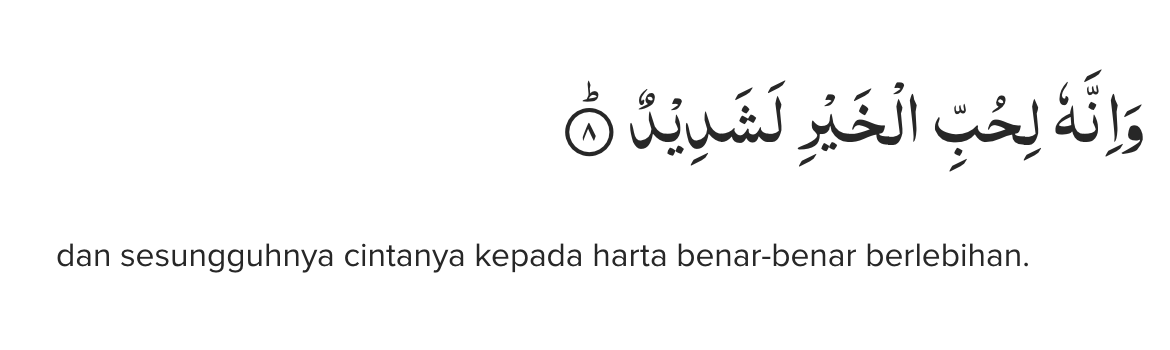 وَاِنَّهٗ لِحُبِّ الْخَيْرِ لَشَدِيْدٌ ۗ ٨
dan sesungguhnya cintanya kepada harta benar-benar berlebihan.